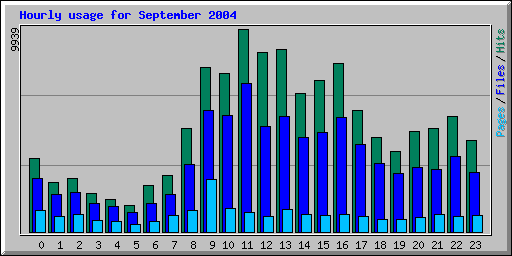 Hourly usage for September 2004
9939
Pages/Files/Hits
0 1 2 3 4 5 6 7 8 9 10 11 12 13 14 15 16 17 18 19 20 21 22 23